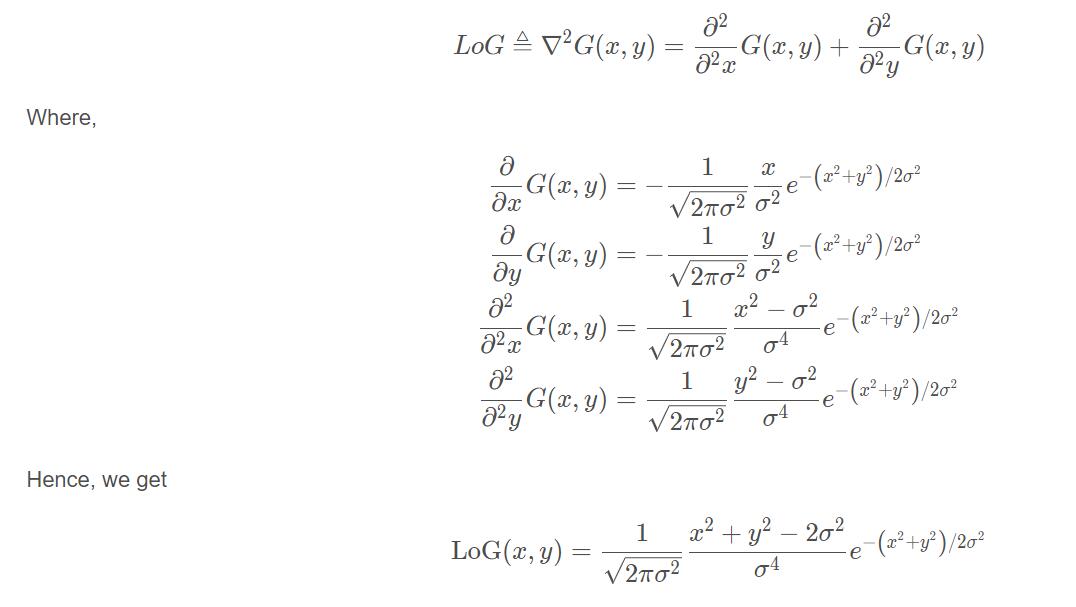 LoG ≜ ∇²G(x, y) = ∂²/∂²x G(x, y) + ∂²/∂²y G(x, y)
Where,
∂/∂x G(x, y) = − 1/√(2πσ²) x/σ² e^(−(x²+y²)/2σ²)
∂/∂y G(x, y) = − 1/√(2πσ²) y/σ² e^(−(x²+y²)/2σ²)
∂²/∂²x G(x, y) = 1/√(2πσ²) (x² − σ²)/σ⁴ e^(−(x²+y²)/2σ²)
∂²/∂²y G(x, y) = 1/√(2πσ²) (y² − σ²)/σ⁴ e^(−(x²+y²)/2σ²)
Hence, we get
LoG(x, y) = 1/√(2πσ²) (x² + y² − 2σ²)/σ⁴ e^(−(x²+y²)/2σ²)